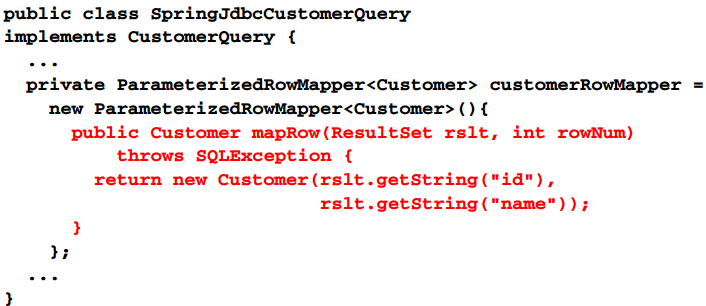 public class SpringJdbcCustomerQuery
implements CustomerQuery {
  ...
  private ParameterizedRowMapper<Customer> customerRowMapper =
    new ParameterizedRowMapper<Customer>(){
      public Customer mapRow(ResultSet rslt, int rowNum)
          throws SQLException {
        return new Customer(rslt.getString("id"),
                            rslt.getString("name"));
      }
    };
  ...
}